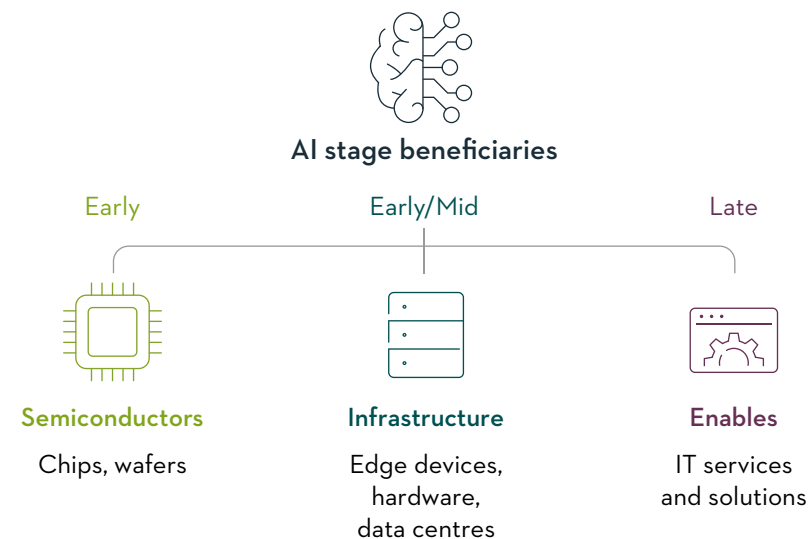 AI stage beneficiaries
Early
Early/Mid
Late
Semiconductors
Chips, wafers
Infrastructure
Edge devices,
hardware,
data centres
Enables
IT services
and solutions